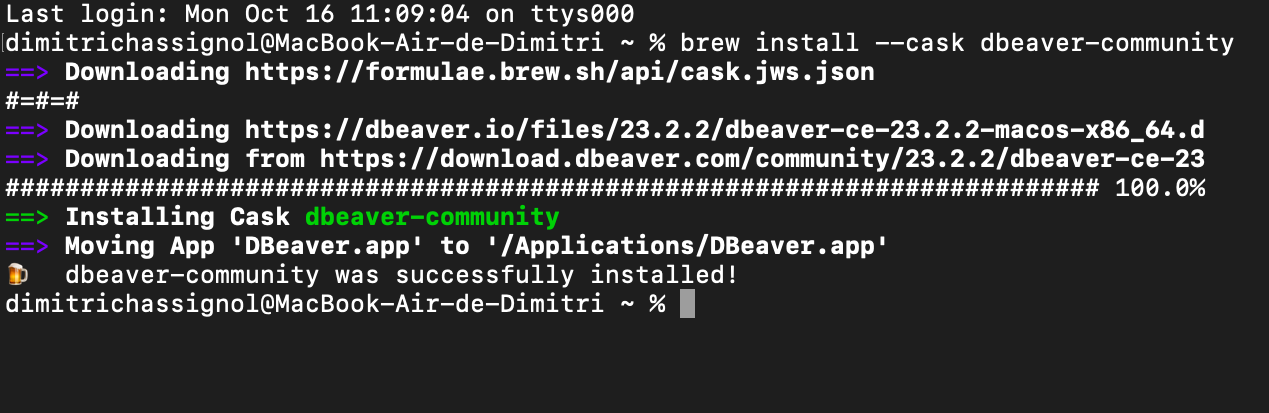 Last login: Mon Oct 16 11:09:04 on ttys000
dimitrichassignol@MacBook-Air-de-Dimitri ~ % brew install --cask dbeaver-community
==> Downloading https://formulae.brew.sh/api/cask.jws.json
#=#=#
==> Downloading https://dbeaver.io/files/23.2.2/dbeaver-ce-23.2.2-macos-x86_64.d
==> Downloading from https://download.dbeaver.com/community/23.2.2/dbeaver-ce-23
######################################################################### 100.0%
==> Installing Cask dbeaver-community
==> Moving App 'DBeaver.app' to '/Applications/DBeaver.app'
🍺 dbeaver-community was successfully installed!
dimitrichassignol@MacBook-Air-de-Dimitri ~ %